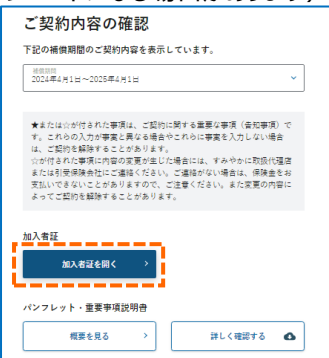 ご契約内容の確認
下記の補償期間のご契約内容を表示しています。
補償期間
2024年4月1日～2025年4月1日
★または☆が付された事項は、ご契約に関する重要な事項（告知事項）で
す。これらの入力が事実と異なる場合やこれらに事実を入力しない場合
は、ご契約を解除することがあります。
☆が付された事項に内容の変更が生じた場合には、すみやかに取扱代理店
または引受保険会社にご連絡ください。ご連絡がない場合は、保険金をお
支払いできないことがありますので、ご注意ください。また変更の内容に
よってご契約を解除することがあります。
加入者証
加入者証を開く
パンフレット・重要事項説明書
概要を見る
詳しく確認する